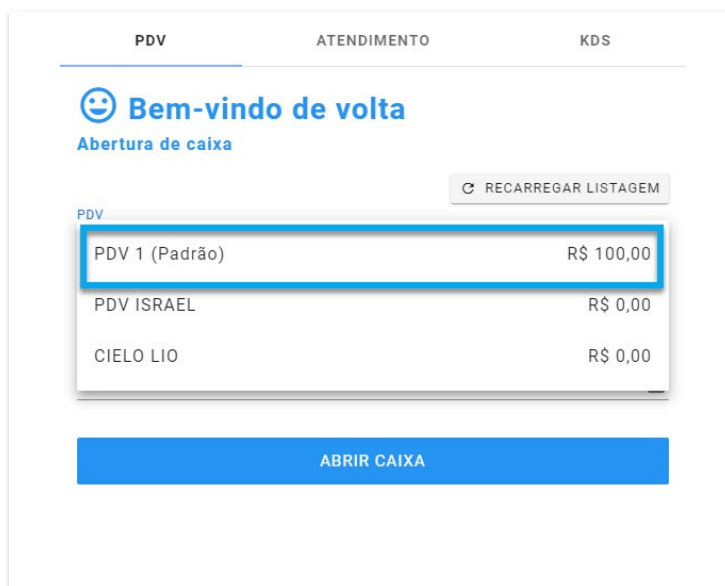 PDV ATENDIMENTO KDS
Bem-vindo de volta
Abertura de caixa
RECARREGAR LISTAGEM
PDV
PDV 1 (Padrão) R$ 100,00
PDV ISRAEL R$ 0,00
CIELO LIO R$ 0,00
ABRIR CAIXA